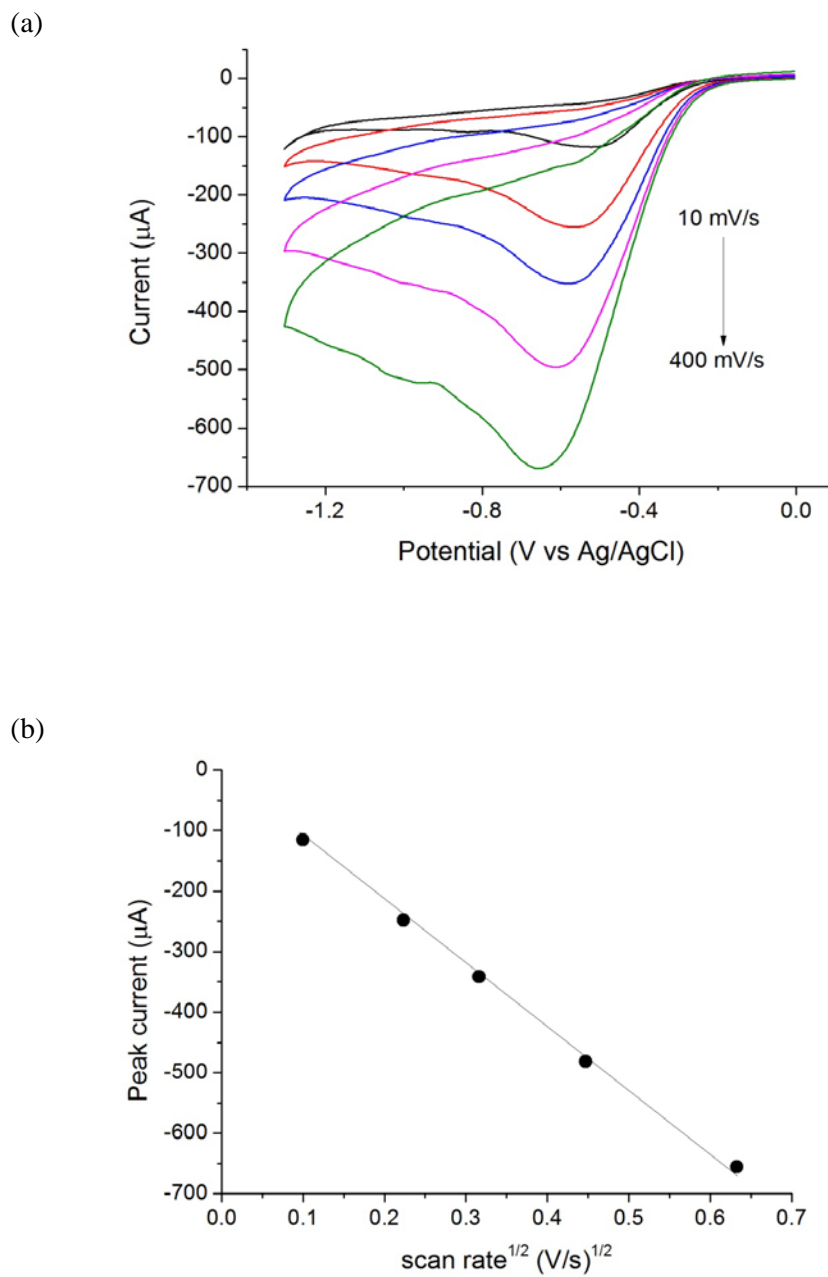 (a)
0
-100
-200
-300
-400
-500
-600
-700
Current (μA)
10 mV/s
400 mV/s
-1.2 -0.8 -0.4 0.0
Potential (V vs Ag/AgCl)
(b)
0
-100
-200
-300
-400
-500
-600
-700
Peak current (μA)
0.0 0.1 0.2 0.3 0.4 0.5 0.6 0.7
scan rate^1/2 (V/s)^1/2